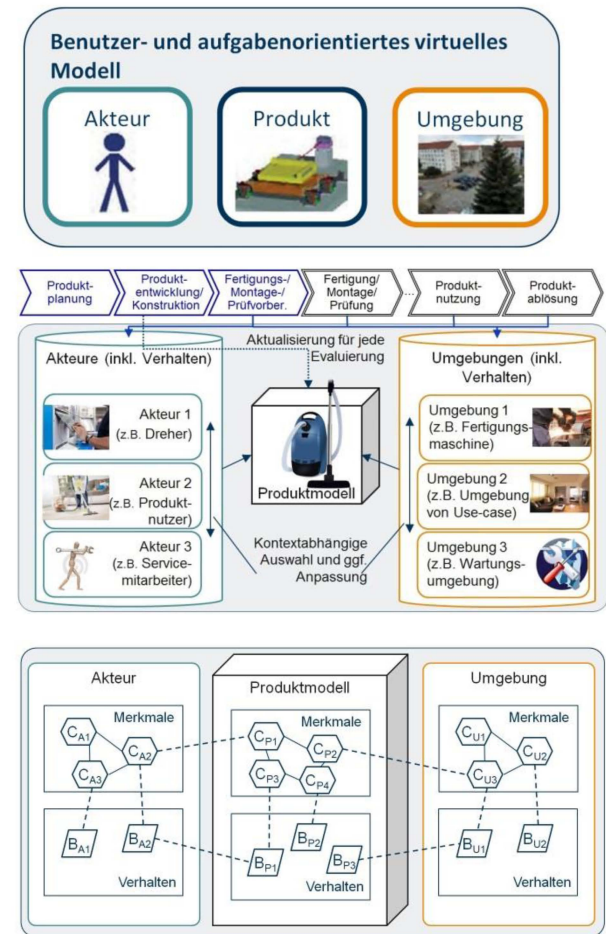 Benutzer- und aufgabenorientiertes virtuelles
Modell
Akteur
Produkt
Umgebung
Produkt-
planung
Produkt-
entwicklung/
Konstruktion
Fertigungs-/
Montage-/
Prüfvorber.
Fertigung/
Montage/
Prüfung
...
Produkt-
nutzung
Produkt-
ablösung
Akteure (inkl. Verhalten)
Aktualisierung für jede
Evaluierung
Umgebungen (inkl.
Verhalten)
Akteur 1
(z.B. Dreher)
Akteur 2
(z.B. Produkt-
nutzer)
Akteur 3
(z.B. Service-
mitarbeiter)
Produktmodell
Kontextabhängige
Auswahl und ggf.
Anpassung
Umgebung 1
(z.B. Fertigungs-
maschine)
Umgebung 2
(z.B. Umgebung
von Use-case)
Umgebung 3
(z.B. Wartungs-
umgebung)
Akteur
Merkmale
CA1
CA2
CA3
BA1
BA2
Verhalten
Produktmodell
Merkmale
CP1
CP2
CP3
CP4
BP2
BP1
BP3
Verhalten
Umgebung
Merkmale
CU1
CU2
CU3
BU1
BU2
Verhalten